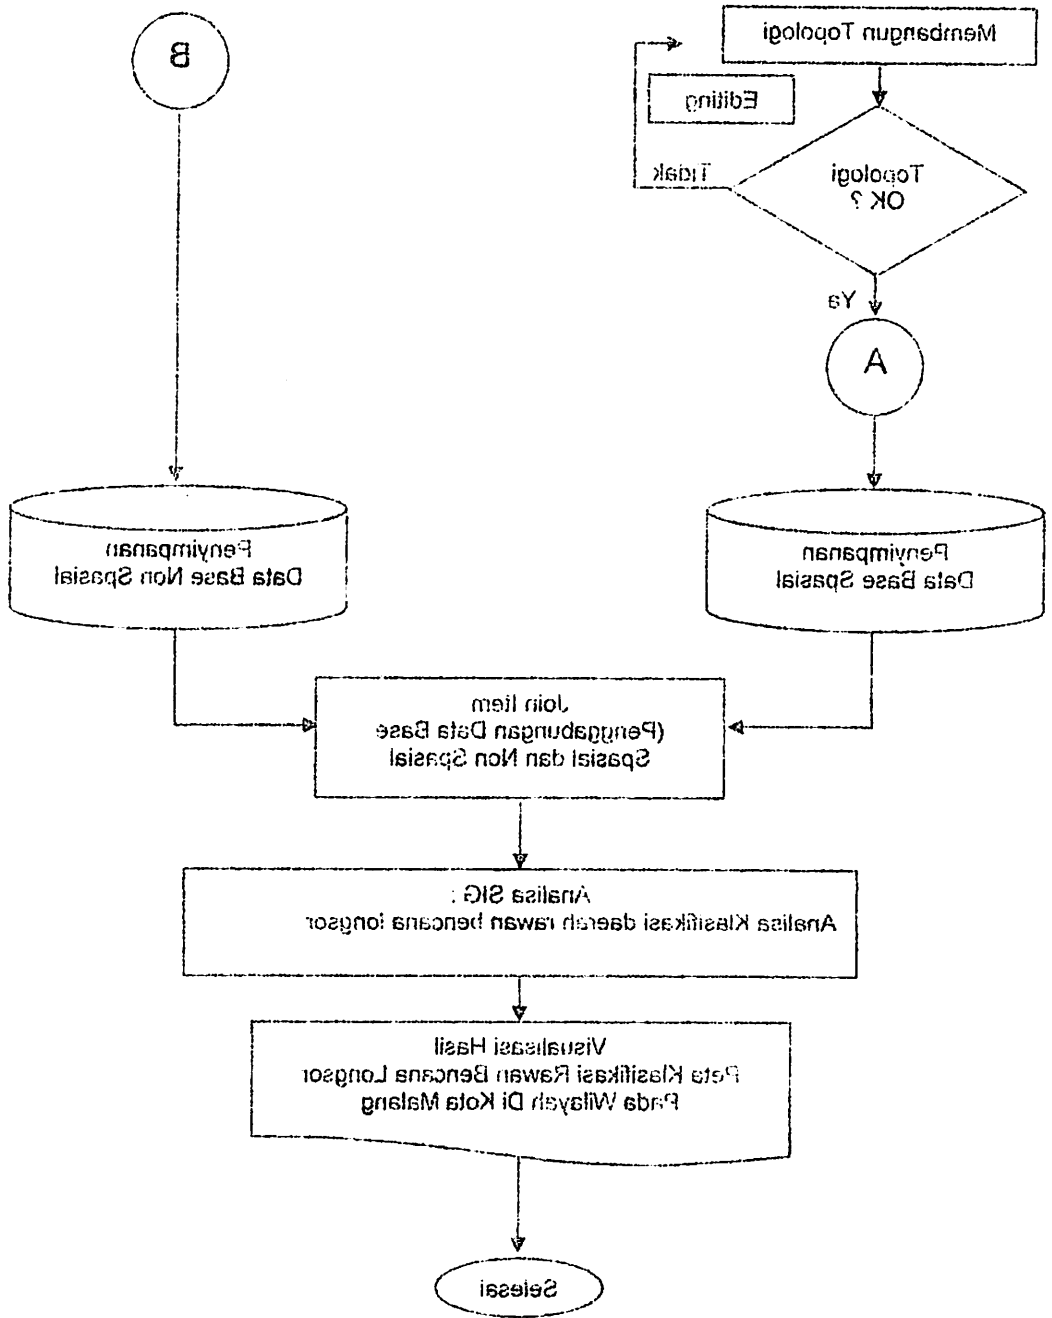 Membangun Topologi
Editing
Topologi
OK ?
Tidak
Ya
A
B
Penyimpanan
Data Base Spasial
Penyimpanan
Data Base Non Spasial
Join Item
(Penggabungan Data Base
Spasial dan Non Spasial
Analisa SIG :
Analisa Klasifikasi daerah rawan bencana longsor
Visualisasi Hasil
Peta Klasifikasi Rawan Bencana Longsor
Pada Wilayah Di Kota Malang
Selesai